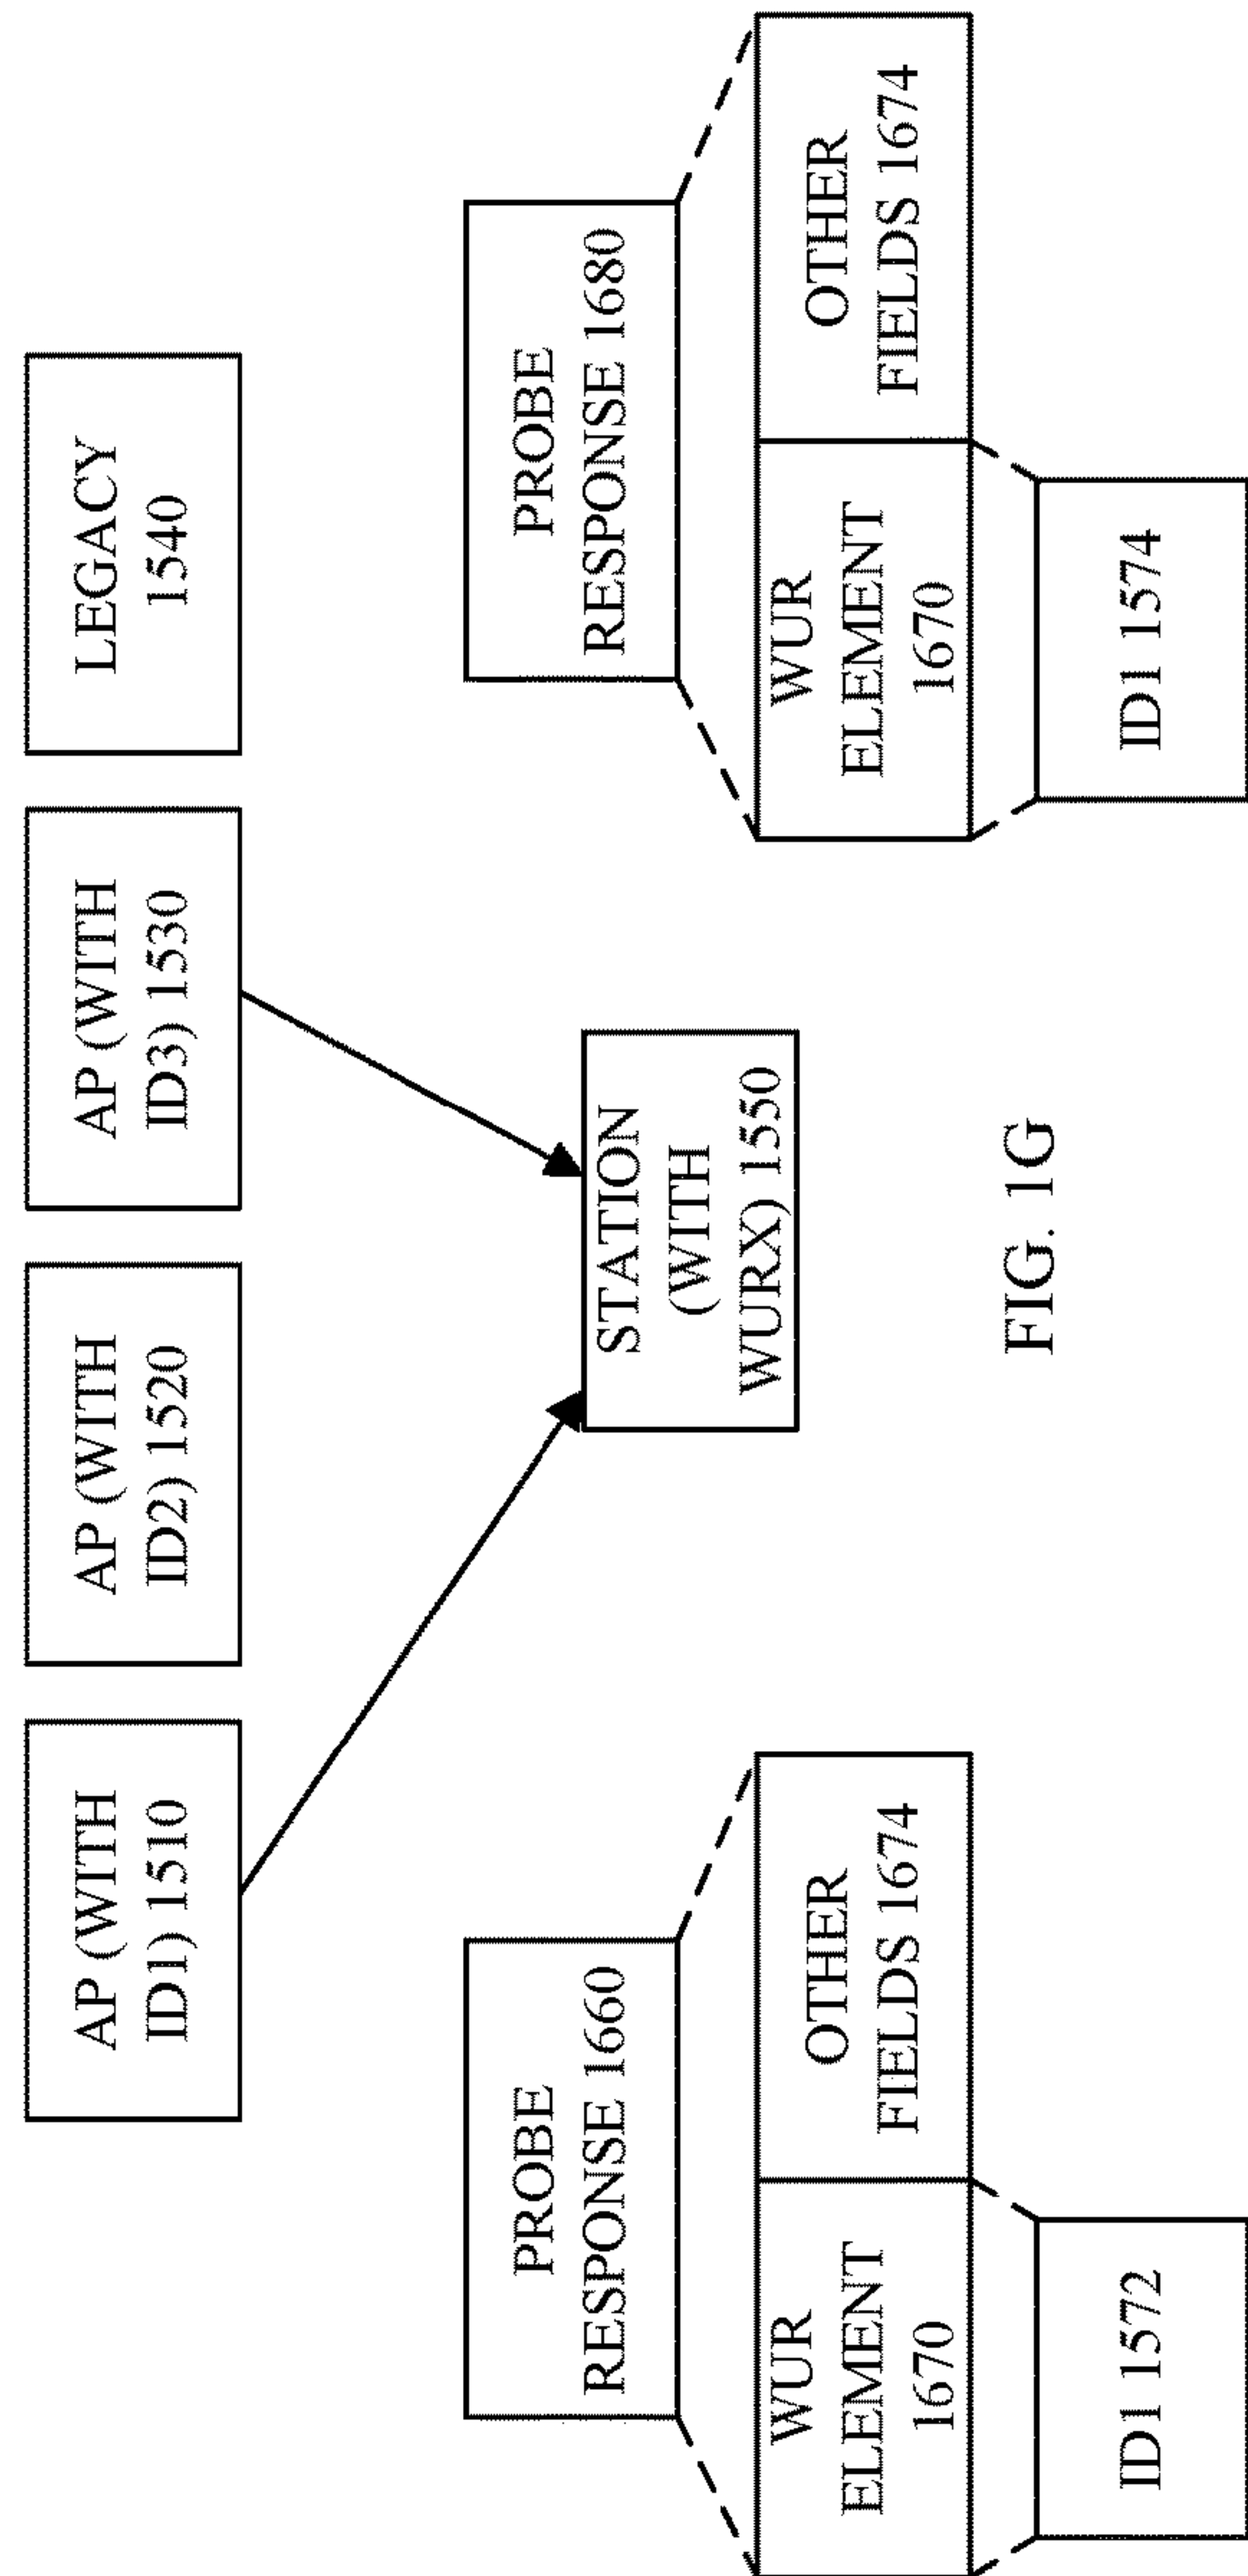 AP (WITH
ID1) 1510
AP (WITH
ID2) 1520
AP (WITH
ID3) 1530
LEGACY
1540
PROBE
RESPONSE 1660
PROBE
RESPONSE 1680
STATION
(WITH
WURX) 1550
WUR
ELEMENT
1670
OTHER
FIELDS 1674
WUR
ELEMENT
1670
OTHER
FIELDS 1674
ID1 1572
ID1 1574
FIG. 1G